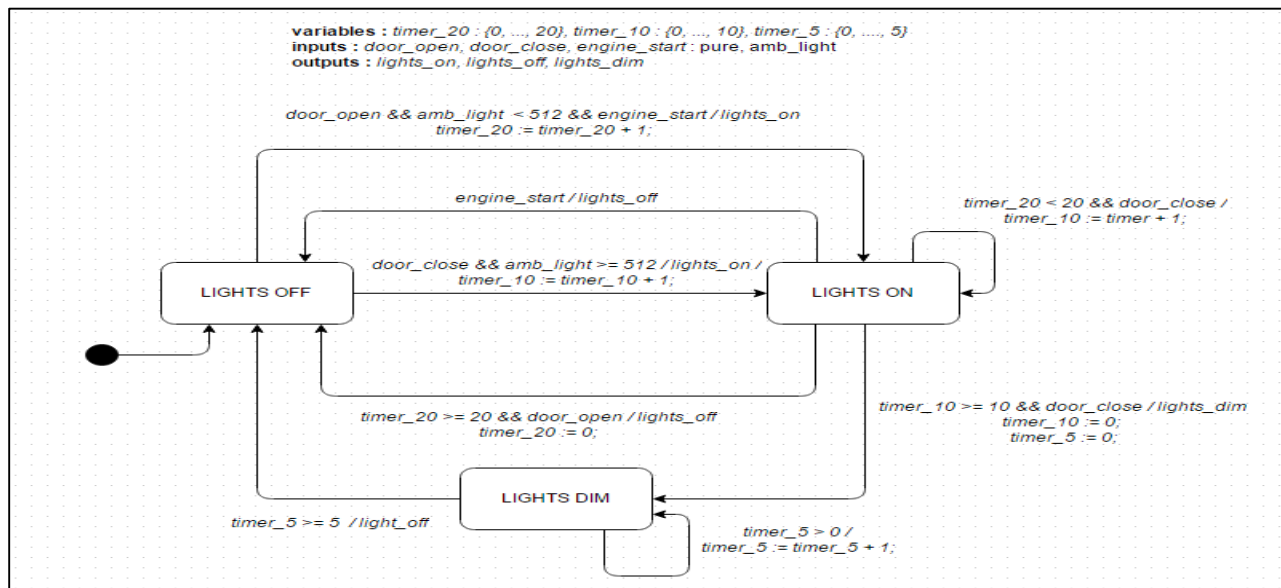 variables : timer_20 : {0, ..., 20}, timer_10 : {0, ..., 10}, timer_5 : {0, ...., 5}
inputs : door_open, door_close, engine_start : pure, amb_light
outputs : lights_on, lights_off, lights_dim
door_open && amb_light < 512 && engine_start / lights_on
timer_20 := timer_20 + 1;
engine_start / lights_off
timer_20 < 20 && door_close /
timer_10 := timer + 1;
door_close && amb_light >= 512 / lights_on /
timer_10 := timer_10 + 1;
LIGHTS OFF
LIGHTS ON
timer_20 >= 20 && door_open / lights_off
timer_20 := 0;
timer_10 >= 10 && door_close / lights_dim
timer_10 := 0;
timer_5 := 0;
LIGHTS DIM
timer_5 >= 5 / light_off
timer_5 > 0 /
timer_5 := timer_5 + 1;